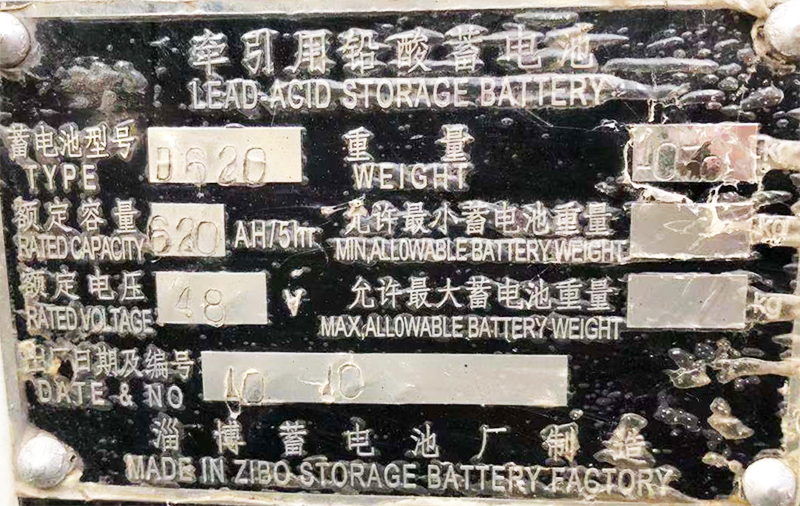 牵引用铅酸蓄电池
LEAD-ACID STORAGE BATTERY
蓄电池型号 D620 重量
TYPE WEIGHT
额定容量 620 AH/5hr 允许最小蓄电池重量 KG
RATED CAPACITY MIN,ALLOWABLE BATTERY WEIGHT
额定电压 48 V 允许最大蓄电池重量 KG
RATED VOLTAGE MAX,ALLOWABLE BATTERY WEIGHT
出厂日期及编号 10 10
DATE & NO
淄博蓄电池厂制造
MADE IN ZIBO STORAGE BATTERY FACTORY